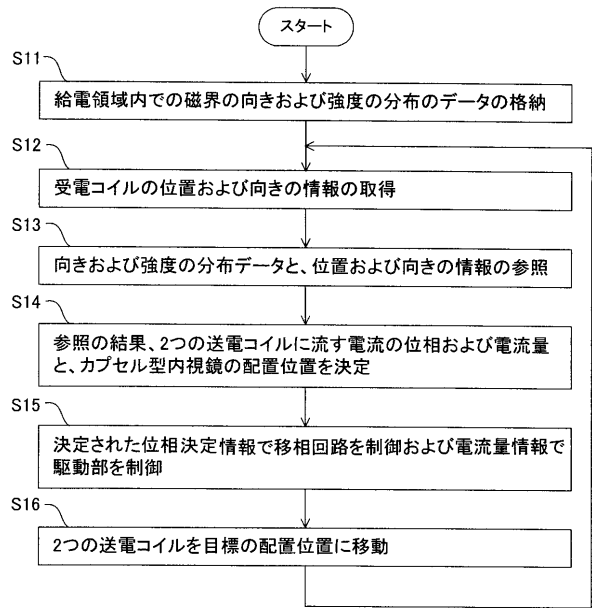 スタート
S11
給電領域内での磁界の向きおよび強度の分布のデータの格納
S12
受電コイルの位置および向きの情報の取得
S13
向きおよび強度の分布データと、位置および向きの情報の参照
S14
参照の結果、2つの送電コイルに流す電流の位相および電流量
と、カプセル型内視鏡の配置位置を決定
S15
決定された位相決定情報で移相回路を制御および電流量情報で
駆動部を制御
S16
2つの送電コイルを目標の配置位置に移動